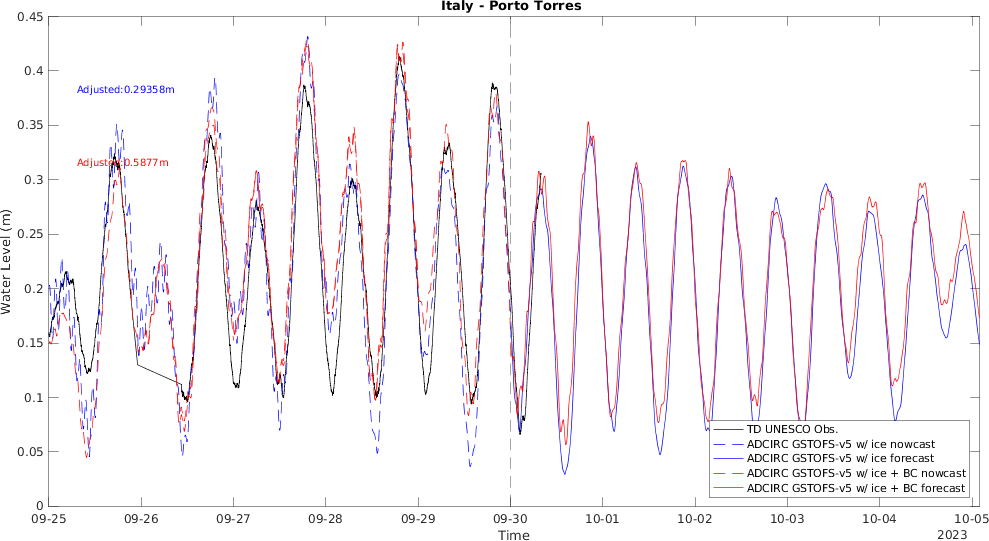 Italy - Porto Torres
0.45
0.4
0.35
0.3
0.25
0.2
0.15
0.1
0.05
0
Water Level (m)
Adjusted:0.29358m
Adjusted:0.5877m
TD UNESCO Obs.
ADCIRC GSTOFS-v5 w/ ice nowcast
ADCIRC GSTOFS-v5 w/ ice forecast
ADCIRC GSTOFS-v5 w/ ice + BC nowcast
ADCIRC GSTOFS-v5 w/ ice + BC forecast
09-25 09-26 09-27 09-28 09-29 09-30 10-01 10-02 10-03 10-04 10-05
Time
2023